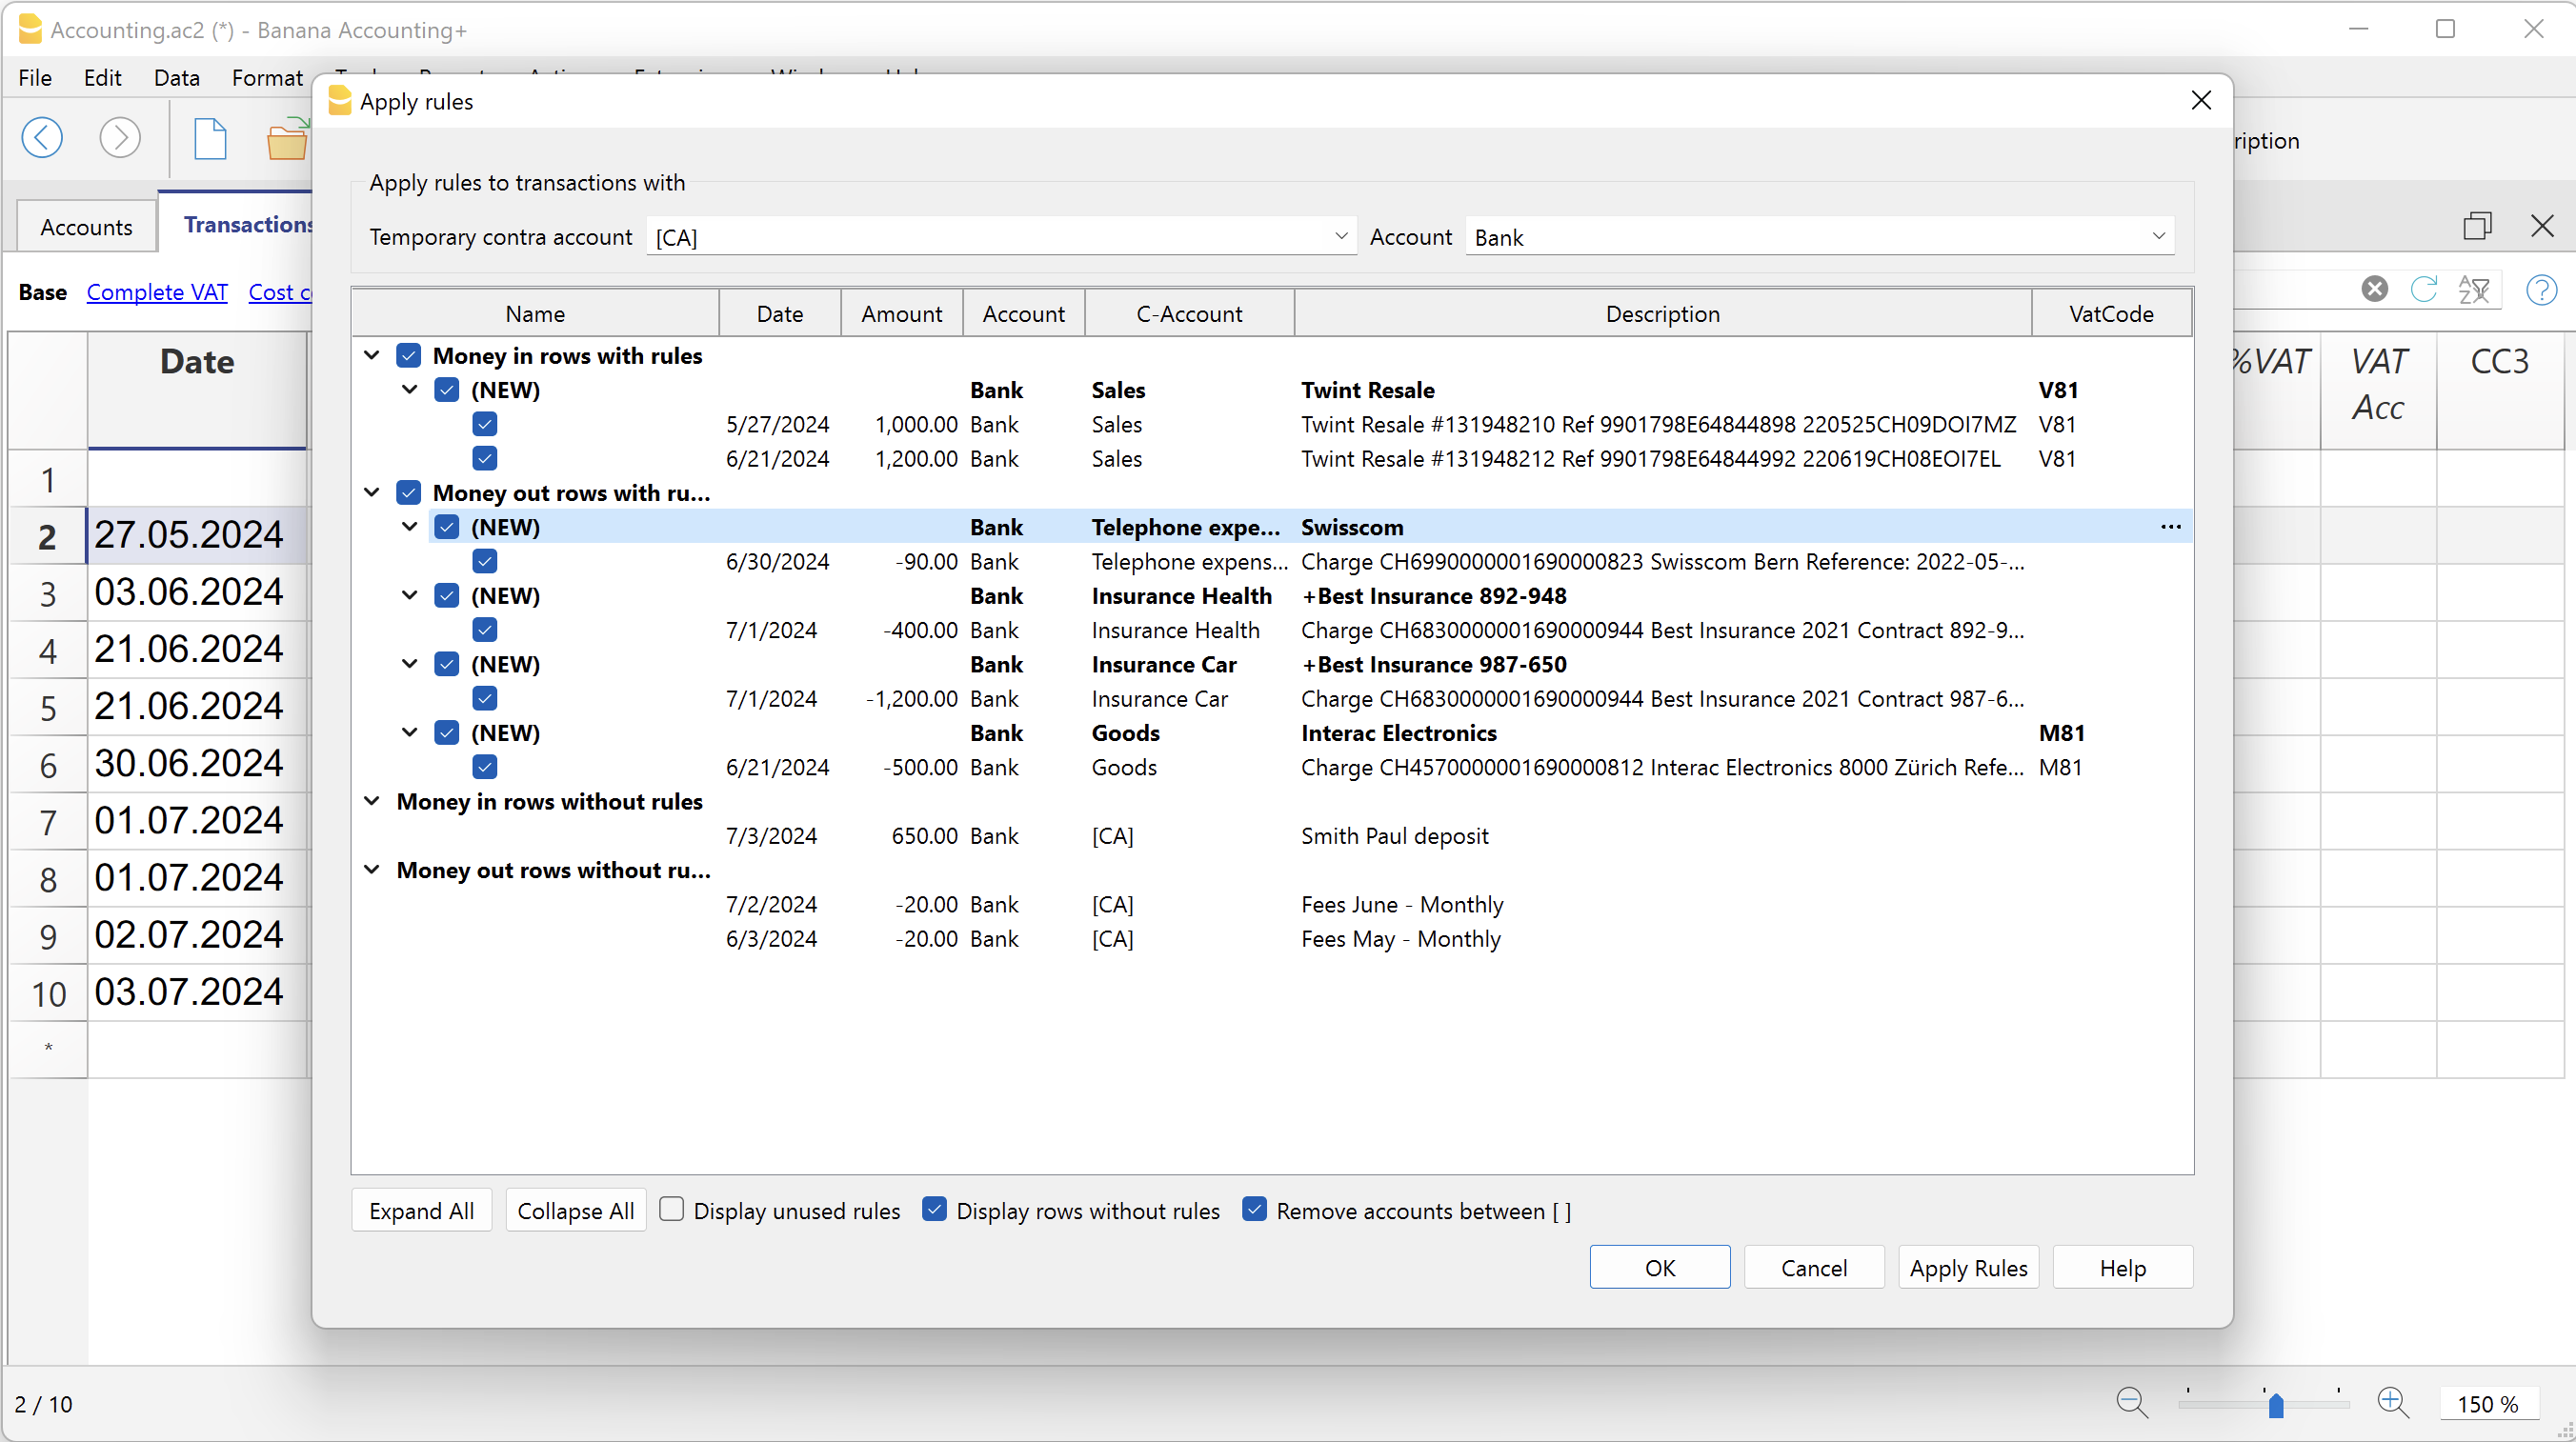 Accounting.ac2 (*) - Banana Accounting+
File Edit Data Format
Apply rules
ription
Apply rules to transactions with
Accounts Transactions
Temporary contra account [CA] Account Bank
Base Complete VAT Cost c
Name Date Amount Account C-Account Description VatCode
Date %VAT VAT Acc CC3
Money in rows with rules
(NEW) Bank Sales Twint Resale V81
5/27/2024 1,000.00 Bank Sales Twint Resale #131948210 Ref 9901798E64844898 220525CH09DOI7MZ V81
6/21/2024 1,200.00 Bank Sales Twint Resale #131948212 Ref 9901798E64844992 220619CH08EOI7EL V81
Money out rows with ru...
(NEW) Bank Telephone expe... Swisscom ...
6/30/2024 -90.00 Bank Telephone expens... Charge CH6990000001690000823 Swisscom Bern Reference: 2022-05-...
(NEW) Bank Insurance Health +Best Insurance 892-948
7/1/2024 -400.00 Bank Insurance Health Charge CH6830000001690000944 Best Insurance 2021 Contract 892-9...
(NEW) Bank Insurance Car +Best Insurance 987-650
7/1/2024 -1,200.00 Bank Insurance Car Charge CH6830000001690000944 Best Insurance 2021 Contract 987-6...
(NEW) Bank Goods Interac Electronics M81
6/21/2024 -500.00 Bank Goods Charge CH4570000001690000812 Interac Electronics 8000 Zürich Refe... M81
Money in rows without rules
7/3/2024 650.00 Bank [CA] Smith Paul deposit
Money out rows without ru...
7/2/2024 -20.00 Bank [CA] Fees June - Monthly
6/3/2024 -20.00 Bank [CA] Fees May - Monthly
1
2 27.05.2024
3 03.06.2024
4 21.06.2024
5 21.06.2024
6 30.06.2024
7 01.07.2024
8 01.07.2024
9 02.07.2024
10 03.07.2024
*
Expand All Collapse All Display unused rules Display rows without rules Remove accounts between [ ]
OK Cancel Apply Rules Help
2 / 10 150 %